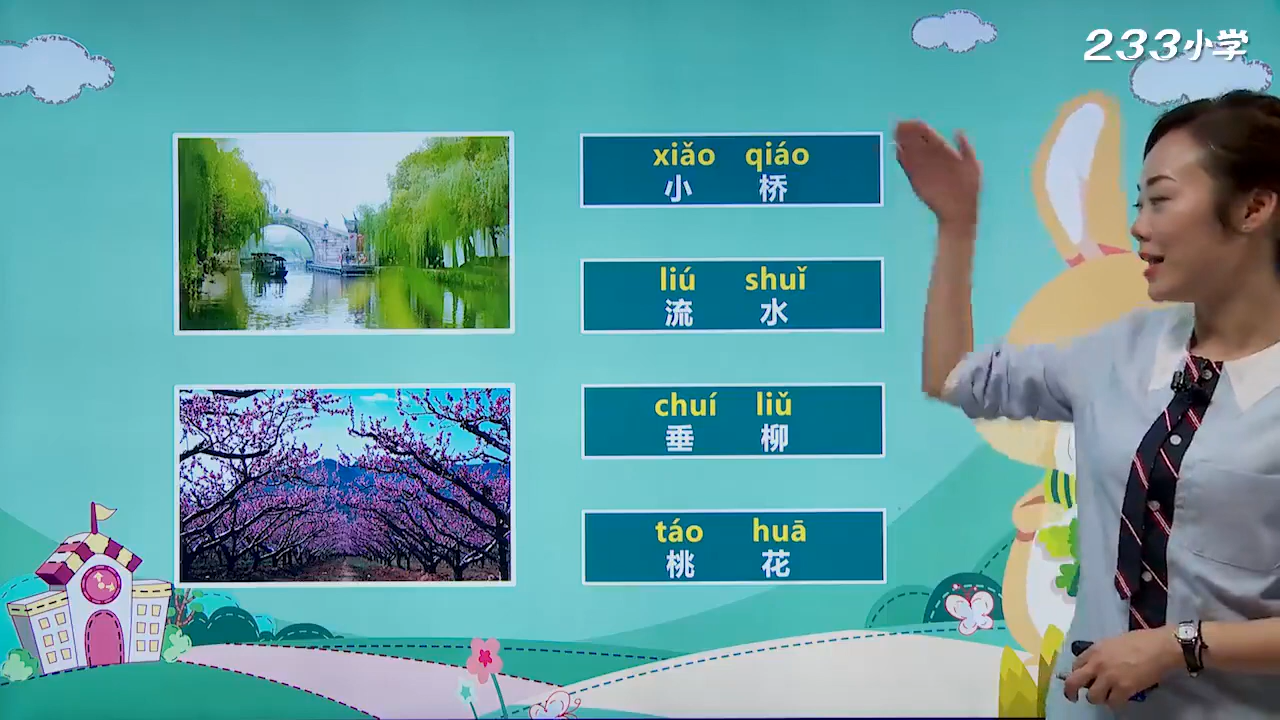 233小学
xiǎo qiáo
小 桥
liú shuǐ
流 水
chuí liǔ
垂 柳
táo huā
桃 花